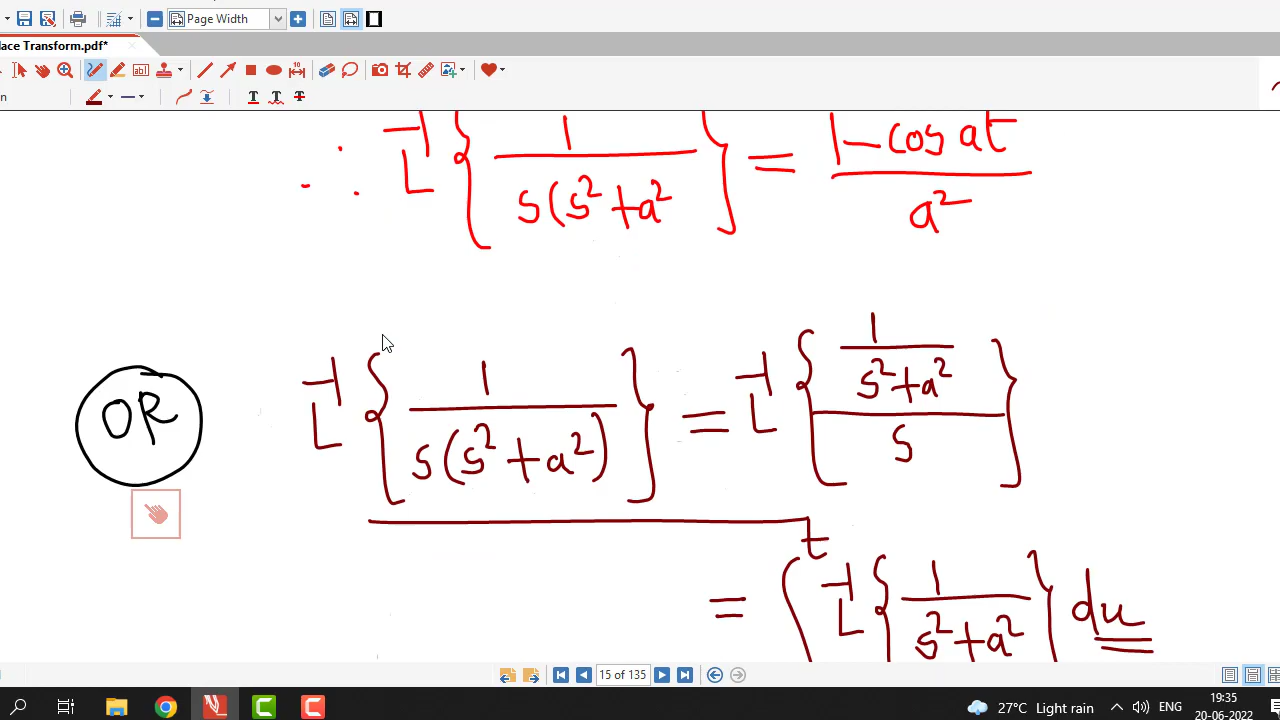 Page Width
lace Transform.pdf*
n
∴ L⁻¹{ 1 / s(s²+a² } = 1-cos at / a²
OR
L⁻¹{ 1 / s(s²+a²) } = L⁻¹{ 1/(s²+a²) / s }
= ∫ᵗ L⁻¹{ 1 / s²+a² } du
15 of 135
27°C Light rain
ENG
19:35
20-06-2022